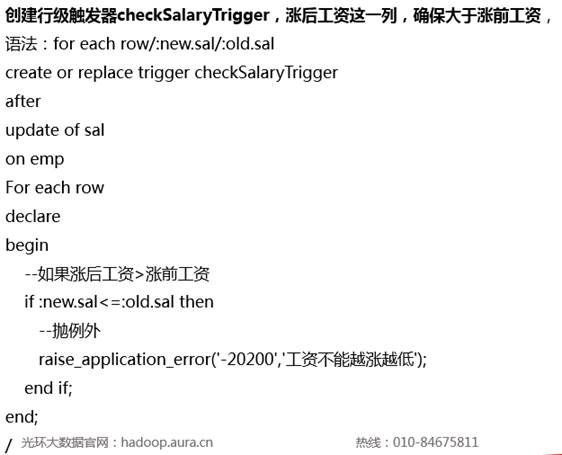 创建行级触发器checkSalaryTrigger，涨后工资这一列，确保大于涨前工资，
语法：for each row/:new.sal/:old.sal
create or replace trigger checkSalaryTrigger
after
update of sal
on emp
For each row
declare
begin
--如果涨后工资>涨前工资
if :new.sal<=:old.sal then
--抛例外
raise_application_error('-20200','工资不能越涨越低');
end if;
end;
/ 光环大数据官网：hadoop.aura.cn 热线：010-84675811